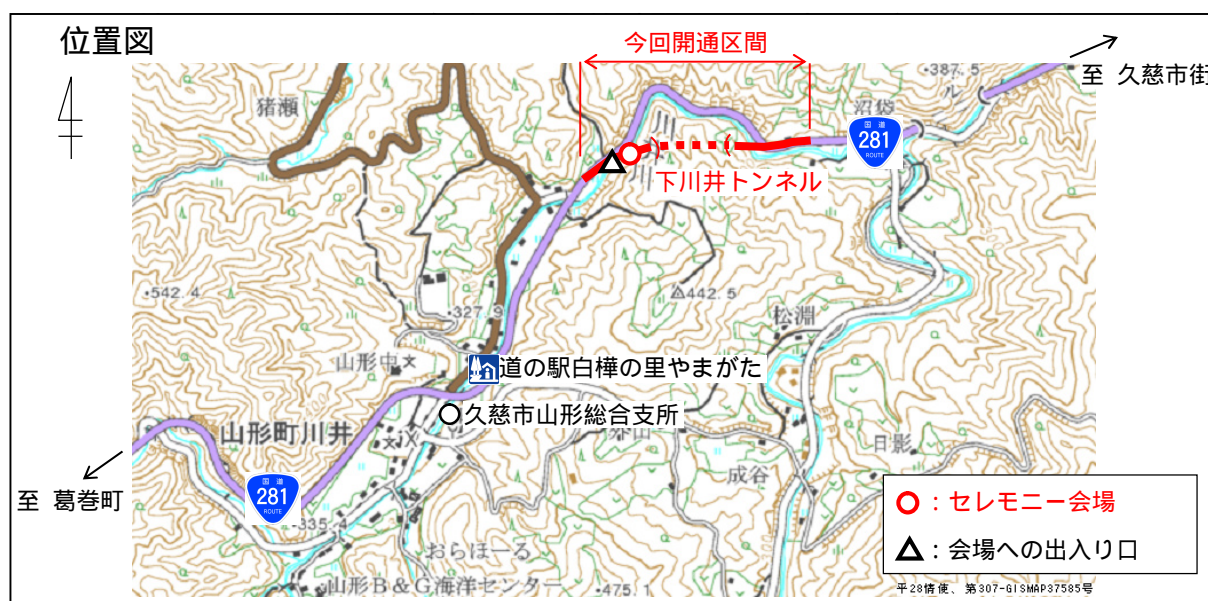 位置図
今回開通区間
至 久慈市街
・387.5
猪瀬
沼袋
国道
281
ROUTE
下川井トンネル
・542.4
・327.9
442.5
松淵
山形中
道の駅白樺の里やまがた
久慈市山形総合支所
山形町川井
日影
成谷
至 葛巻町
国道
281
ROUTE
・335.4
おらほーる
山形B&G海洋センター
・475.1
○：セレモニー会場
△：会場への出入り口
平28情使、第307-GISMAP37585号